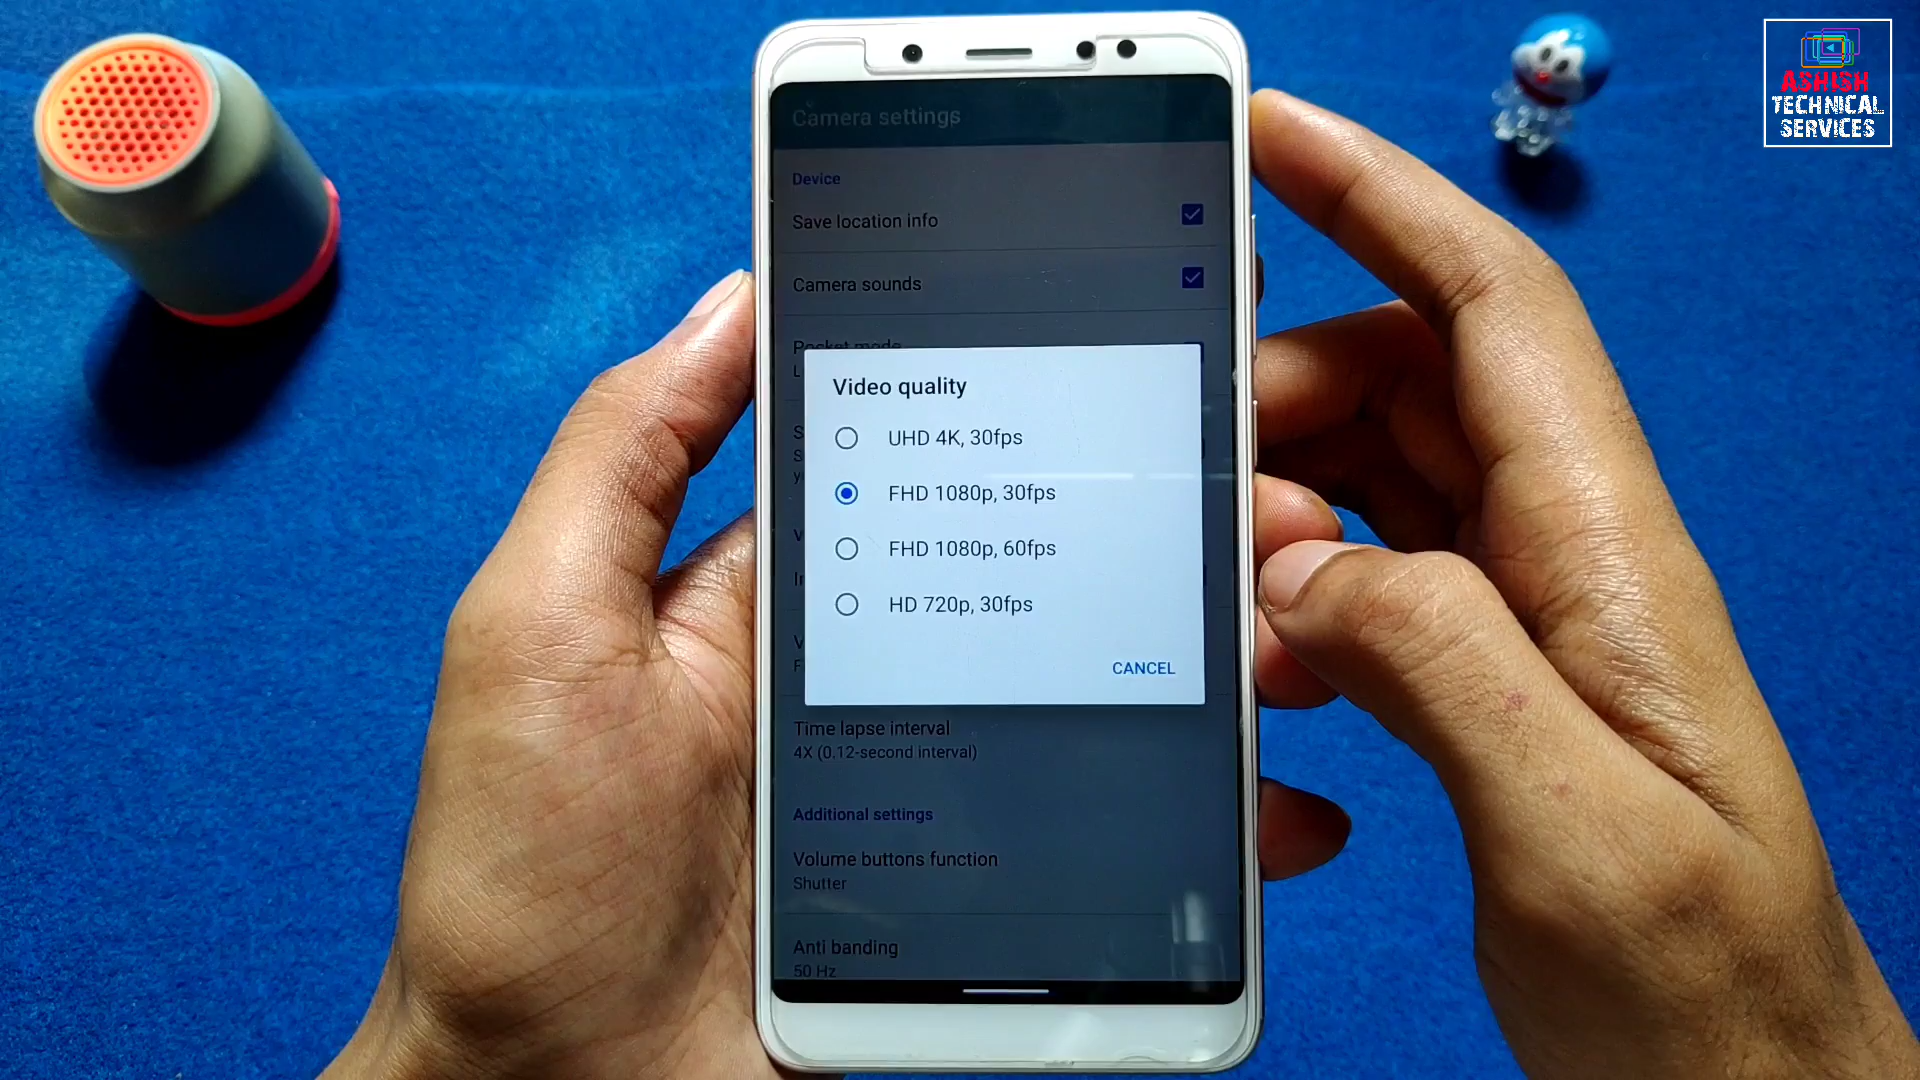 ASHISH
TECHNICAL
SERVICES
Camera settings
Device
Save location info
Camera sounds
Pocket mode
Video quality
UHD 4K, 30fps
FHD 1080p, 30fps
FHD 1080p, 60fps
HD 720p, 30fps
CANCEL
Time lapse interval
4X (0.12-second interval)
Additional settings
Volume buttons function
Shutter
Anti banding
50 Hz